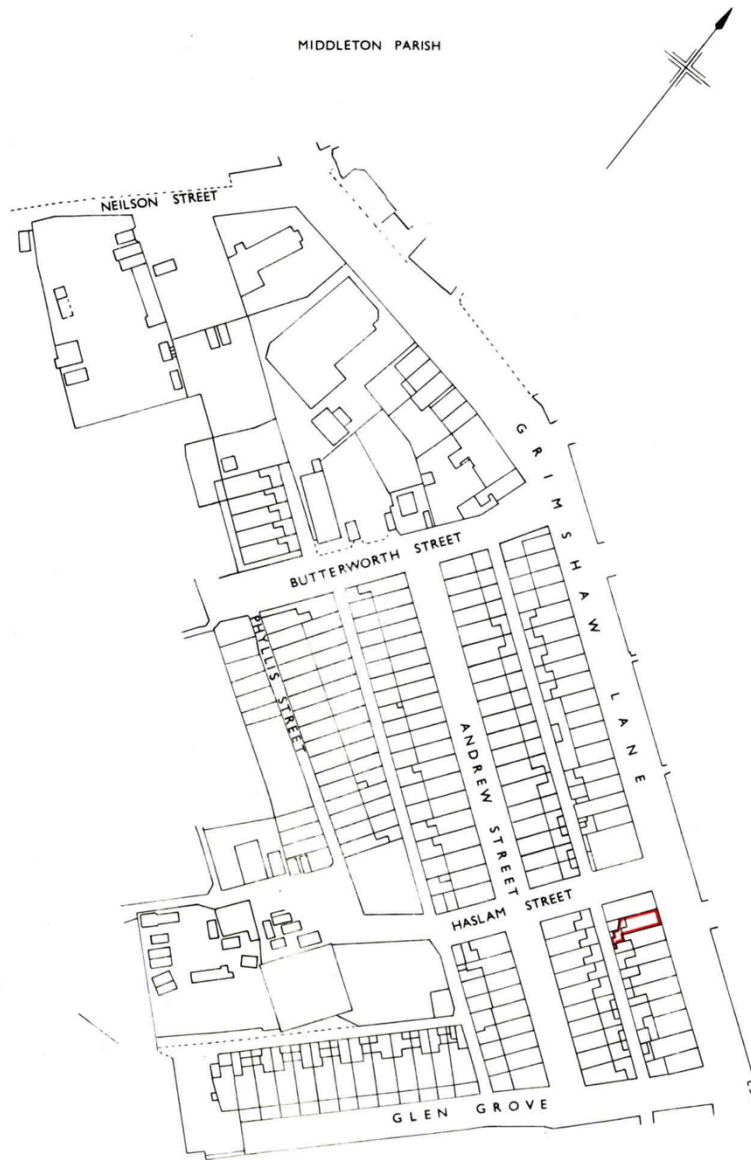 MIDDLETON PARISH
NEILSON STREET
GRIMSHAW LANE
BUTTERWORTH STREET
PHYLLIS STREET
ANDREW STREET
HASLAM STREET
GLEN GROVE